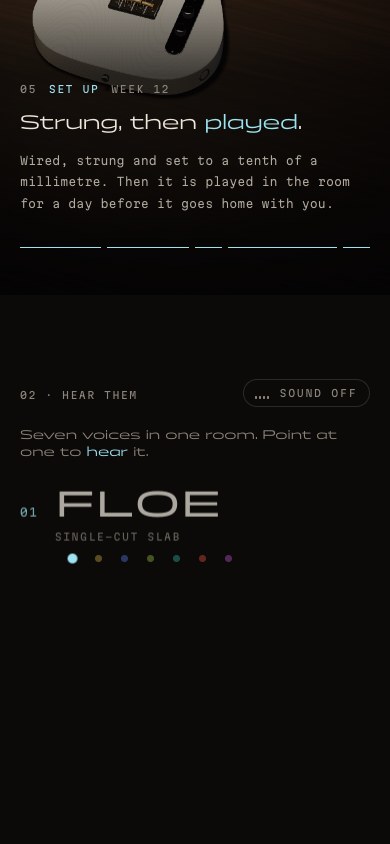 05 SET UP WEEK 12
Strung, then played.
Wired, strung and set to a tenth of a
millimetre. Then it is played in the room
for a day before it goes home with you.
02 · HEAR THEM
SOUND OFF
Seven voices in one room. Point at
one to hear it.
01 FLOE
SINGLE-CUT SLAB